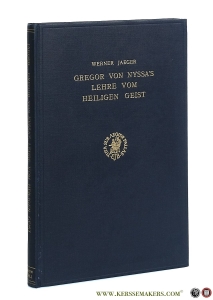 WERNER JAEGER
GREGOR VON NYSSA'S
LEHRE VOM
HEILIGEN GEIST
WWW.KERSSEMAKERS.COM